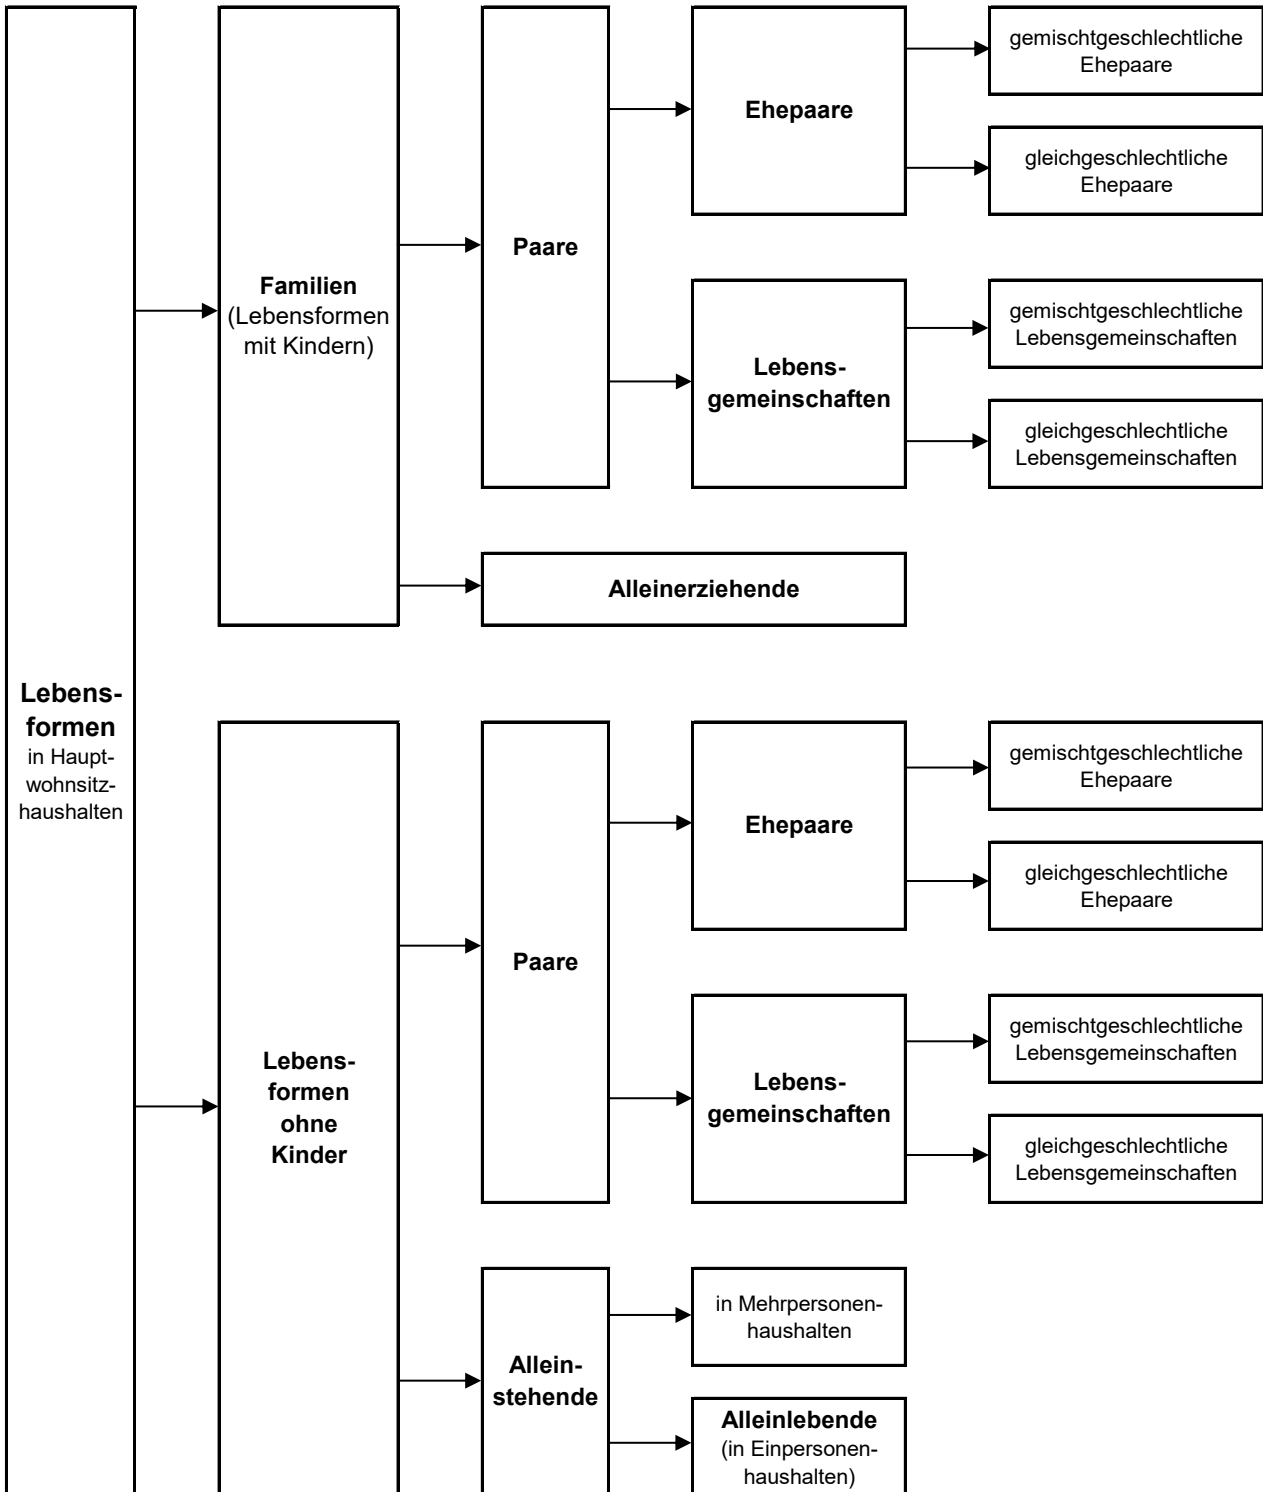 Lebens-
formen
in Haupt-
wohnsitz-
haushalten
Familien
(Lebensformen
mit Kindern)
Paare
Ehepaare
gemischtgeschlechtliche
Ehepaare
gleichgeschlechtliche
Ehepaare
Lebens-
gemeinschaften
gemischtgeschlechtliche
Lebensgemeinschaften
gleichgeschlechtliche
Lebensgemeinschaften
Alleinerziehende
Lebens-
formen
ohne
Kinder
Paare
Ehepaare
gemischtgeschlechtliche
Ehepaare
gleichgeschlechtliche
Ehepaare
Lebens-
gemeinschaften
gemischtgeschlechtliche
Lebensgemeinschaften
gleichgeschlechtliche
Lebensgemeinschaften
Allein-
stehende
in Mehrpersonen-
haushalten
Alleinlebende
(in Einpersonen-
haushalten)